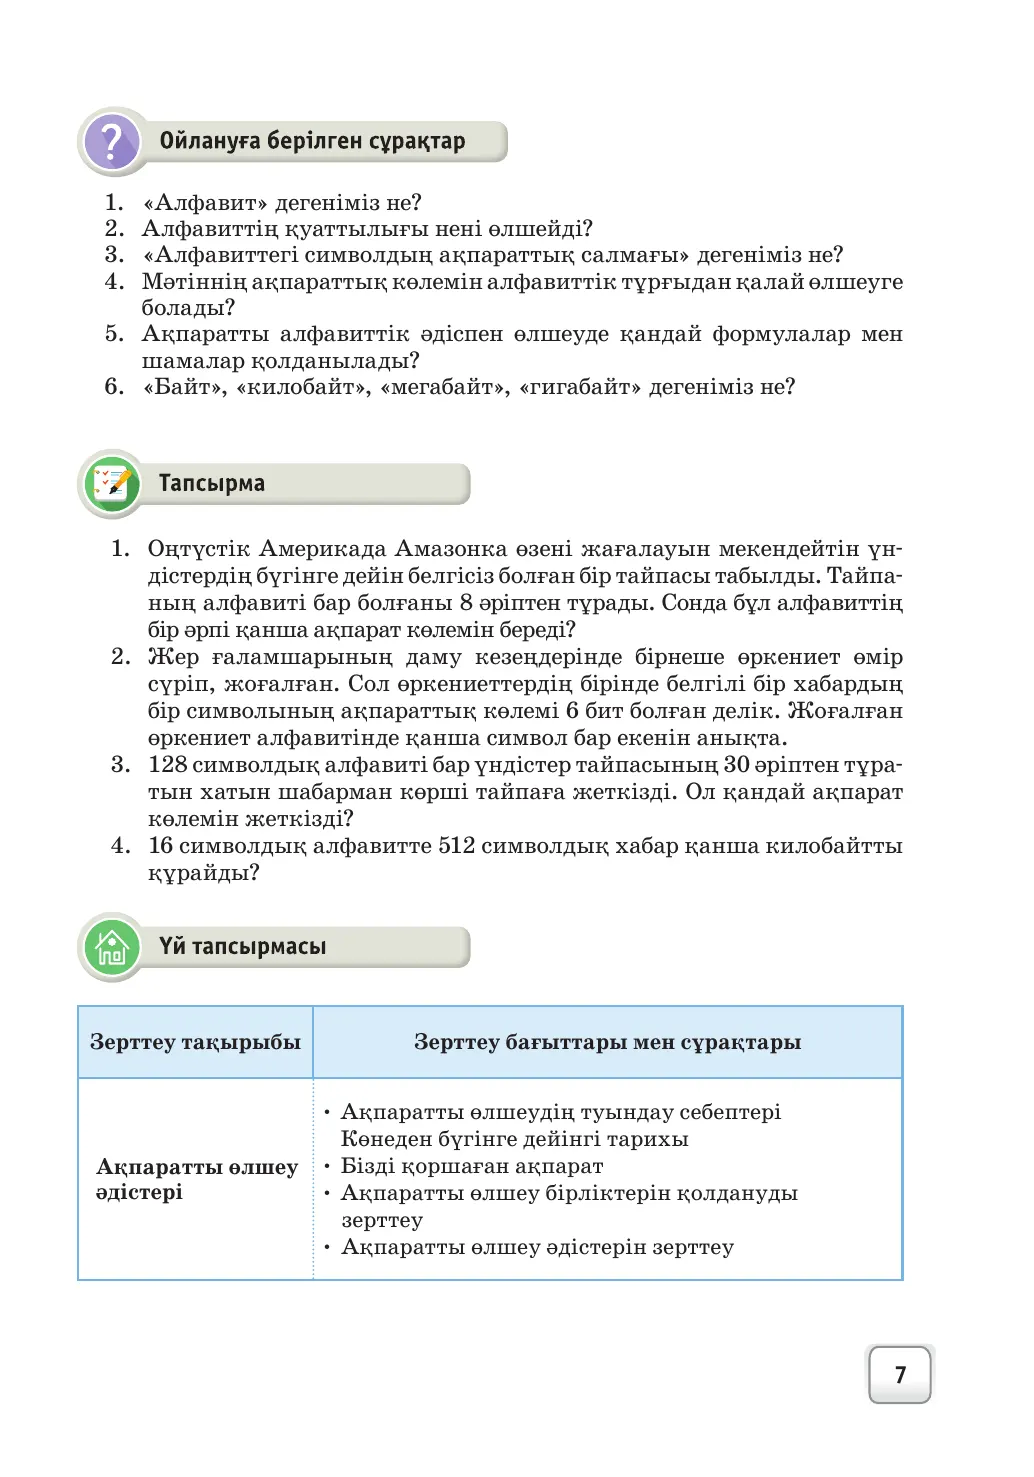 Ойлануға берілген сұрақтар
1. «Алфавит» дегеніміз не?
2. Алфавиттің қуаттылығы нені өлшейді?
3. «Алфавиттегі символдың ақпараттық салмағы» дегеніміз не?
4. Мәтіннің ақпараттық көлемін алфавиттік тұрғыдан қалай өлшеуге
болады?
5. Ақпаратты алфавиттік әдіспен өлшеуде қандай формулалар мен
шамалар қолданылады?
6. «Байт», «килобайт», «мегабайт», «гигабайт» дегеніміз не?
Тапсырма
1. Оңтүстік Америкада Амазонка өзені жағалауын мекендейтін үн-
дістердің бүгінге дейін белгісіз болған бір тайпасы табылды. Тайпа-
ның алфавиті бар болғаны 8 әріптен тұрады. Сонда бұл алфавиттің
бір әрпі қанша ақпарат көлемін береді?
2. Жер ғаламшарының даму кезеңдерінде бірнеше өркениет өмір
сүріп, жоғалған. Сол өркениеттердің бірінде белгілі бір хабардың
бір символының ақпараттық көлемі 6 бит болған делік. Жоғалған
өркениет алфавитінде қанша символ бар екенін анықта.
3. 128 символдық алфавиті бар үндістер тайпасының 30 әріптен тұра-
тын хатын шабарман көрші тайпаға жеткізді. Ол қандай ақпарат
көлемін жеткізді?
4. 16 символдық алфавитте 512 символдық хабар қанша килобайтты
құрайды?
Үй тапсырмасы
Зерттеу тақырыбы
Зерттеу бағыттары мен сұрақтары
Ақпаратты өлшеу
әдістері
• Ақпаратты өлшеудің туындау себептері
Көнеден бүгінге дейінгі тарихы
• Бізді қоршаған ақпарат
• Ақпаратты өлшеу бірліктерін қолдануды
зерттеу
• Ақпаратты өлшеу әдістерін зерттеу
7